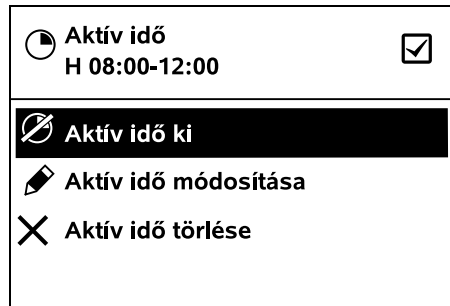 Aktív idő
H 08:00-12:00
Aktív idő ki
Aktív idő módosítása
Aktív idő törlése